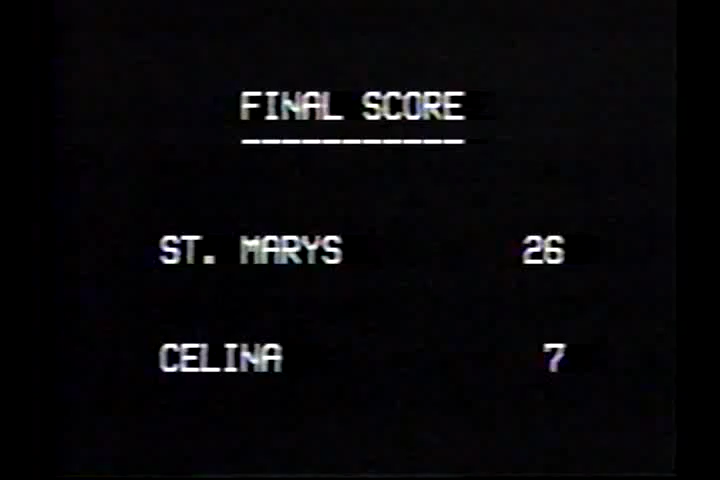 FINAL SCORE
-----------
ST. MARYS 26
CELINA 7